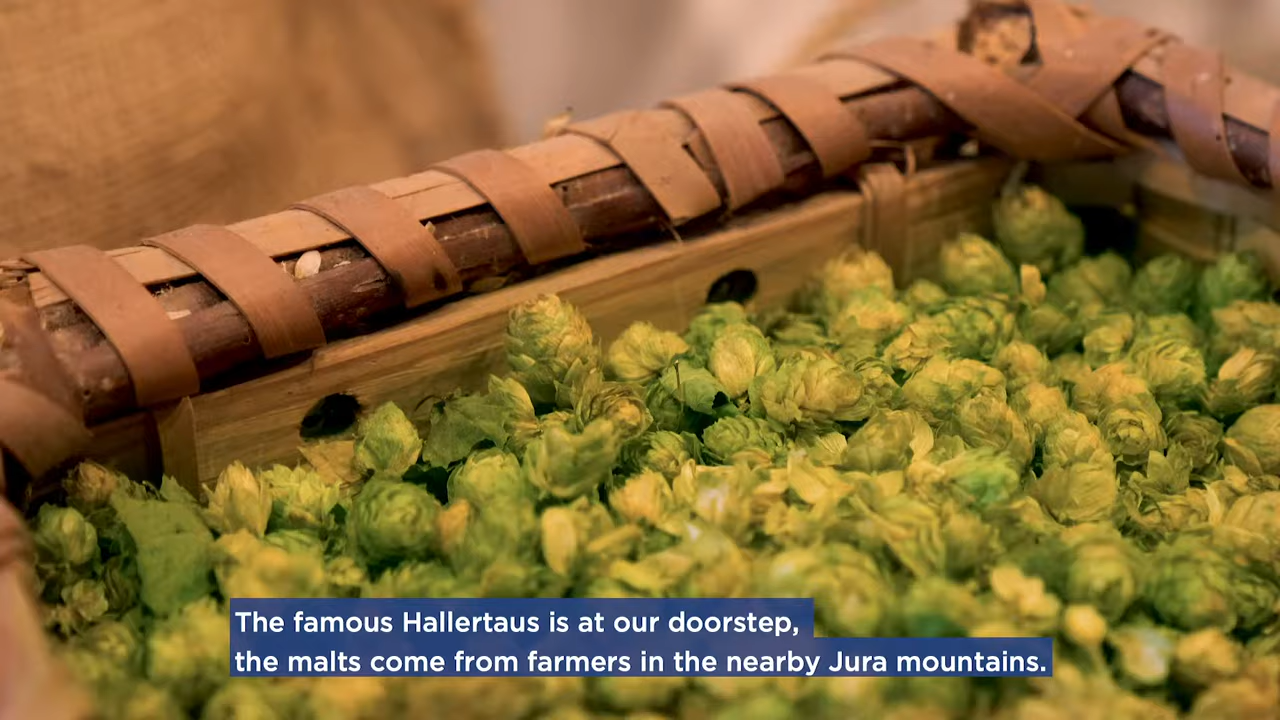 The famous Hallertaus is at our doorstep,
the malts come from farmers in the nearby Jura mountains.